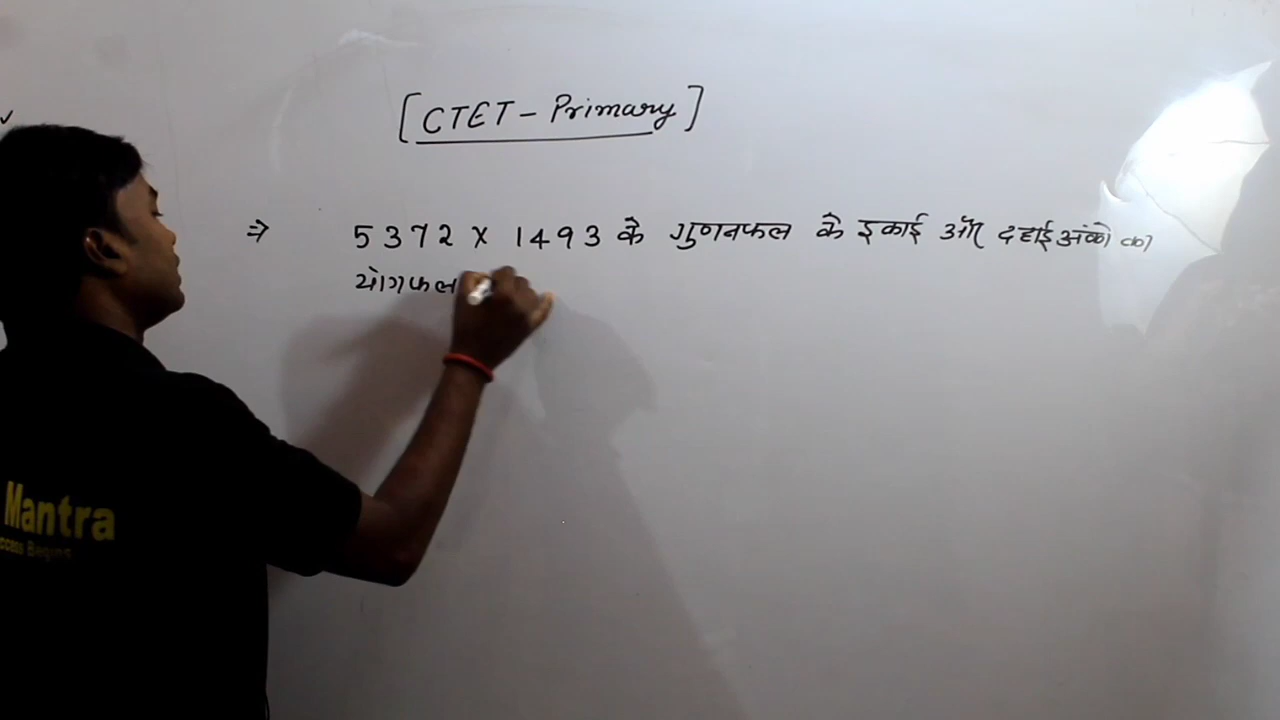 [CTET - Primary]
⇒ 5372 x 1493 के गुणनफल के इकाई और दहाई अंको का
योगफल
Mantra